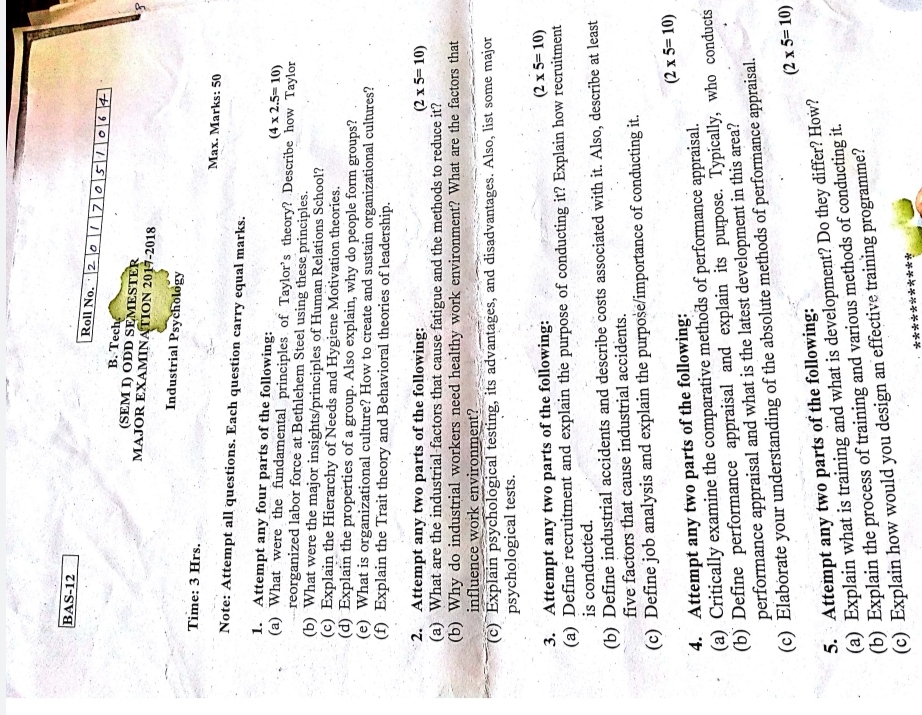 BAS-12
Roll No. 2017051064
B. Tech.
(SEM I) ODD SEMESTER
MAJOR EXAMINATION 2017-2018
Industrial Psychology
Time: 3 Hrs.
Max. Marks: 50
Note: Attempt all questions. Each question carry equal marks.
1. Attempt any four parts of the following: (4 x 2.5= 10)
(a) What were the fundamental principles of Taylor's theory? Describe how Taylor
reorganized labor force at Bethlehem Steel using these principles.
(b) What were the major insights/principles of Human Relations School?
(c) Explain the Hierarchy of Needs and Hygiene Motivation theories.
(d) Explain the properties of a group. Also explain, why do people form groups?
(e) What is organizational culture? How to create and sustain organizational cultures?
(f) Explain the Trait theory and Behavioral theories of leadership.
2. Attempt any two parts of the following: (2 x 5= 10)
(a) What are the industrial factors that cause fatigue and the methods to reduce it?
(b) Why do industrial workers need healthy work environment? What are the factors that
influence work environment?
(c) Explain psychological testing, its advantages, and disadvantages. Also, list some major
psychological tests.
3. Attempt any two parts of the following: (2 x 5= 10)
(a) Define recruitment and explain the purpose of conducting it? Explain how recruitment
is conducted.
(b) Define industrial accidents and describe costs associated with it. Also, describe at least
five factors that cause industrial accidents.
(c) Define job analysis and explain the purpose/importance of conducting it.
4. Attempt any two parts of the following: (2 x 5= 10)
(a) Critically examine the comparative methods of performance appraisal.
(b) Define performance appraisal and explain its purpose. Typically, who conducts
performance appraisal and what is the latest development in this area?
(c) Elaborate your understanding of the absolute methods of performance appraisal.
5. Attempt any two parts of the following: (2 x 5= 10)
(a) Explain what is training and what is development? Do they differ? How?
(b) Explain the process of training and various methods of conducting it.
(c) Explain how would you design an effective training programme?
***********